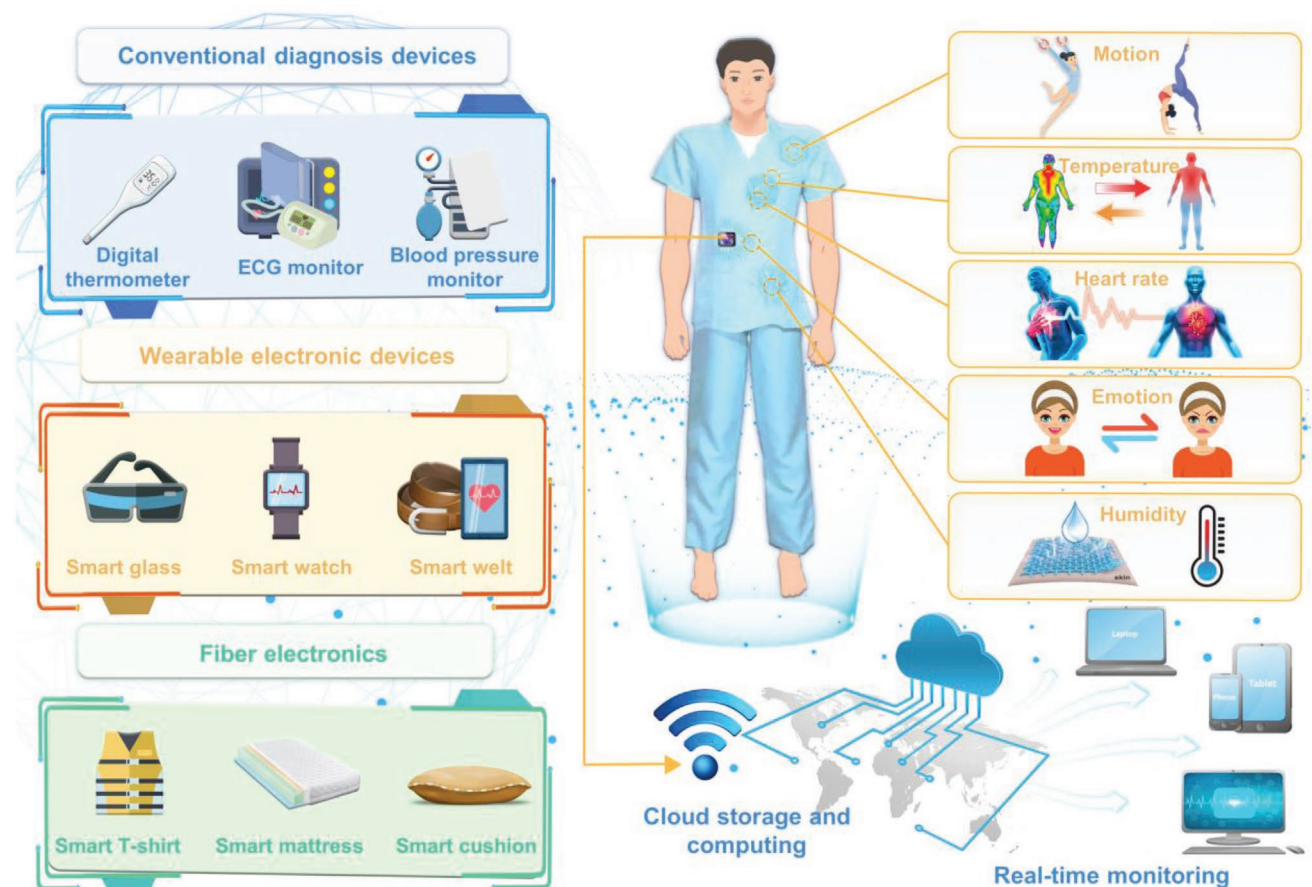 Conventional diagnosis devices
Digital
thermometer
ECG monitor
Blood pressure
monitor
Wearable electronic devices
Smart glass
Smart watch
Smart welt
Fiber electronics
Smart T-shirt
Smart mattress
Smart cushion
Motion
Temperature
Heart rate
Emotion
Humidity
skin
Cloud storage and
computing
Laptop
Phone
Tablet
Real-time monitoring